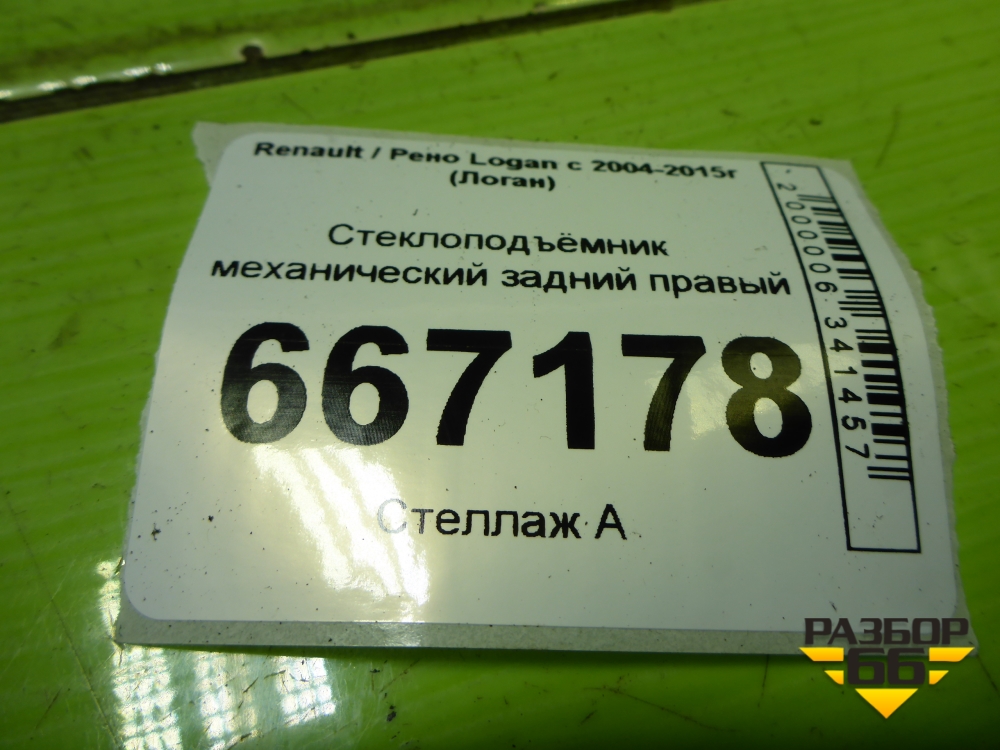 Renault / Рено Logan с 2004-2015г
(Логан)
Стеклоподъёмник
механический задний правый
667178
Стеллаж А
2000006341457
РАЗБОР
66